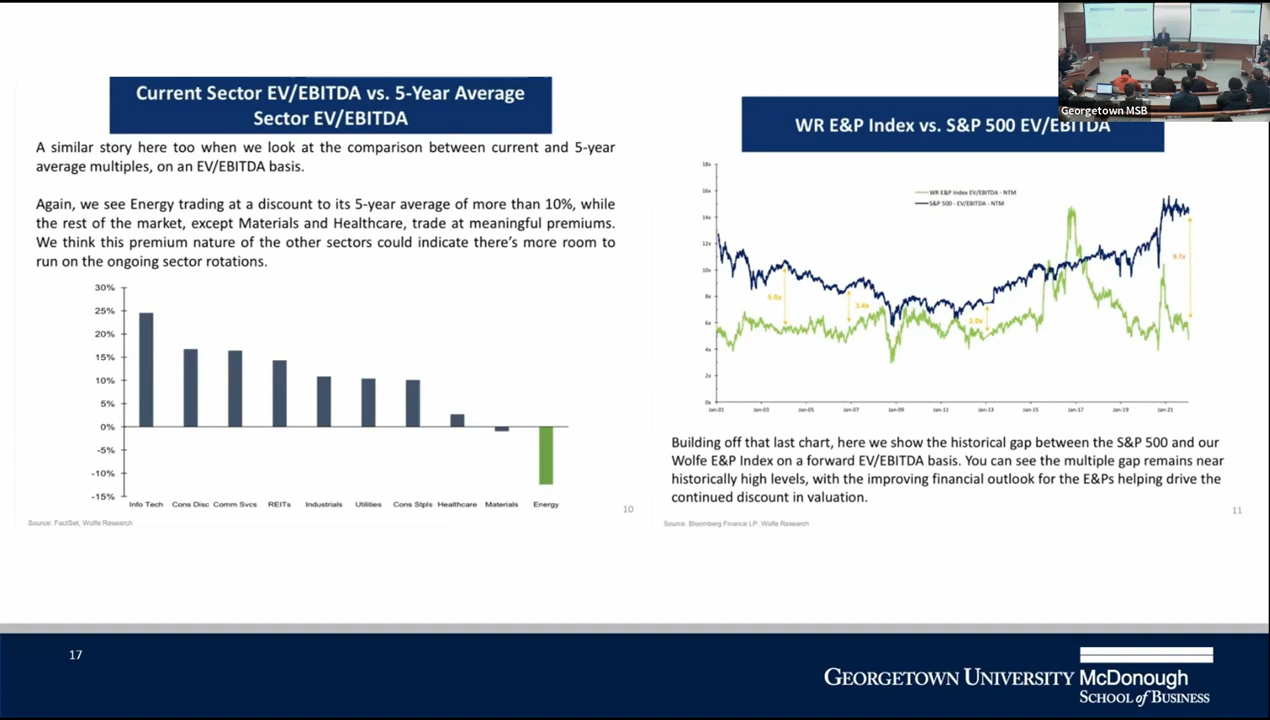 Georgetown MSB
Current Sector EV/EBITDA vs. 5-Year Average
Sector EV/EBITDA
A similar story here too when we look at the comparison between current and 5-year
average multiples, on an EV/EBITDA basis.
Again, we see Energy trading at a discount to its 5-year average of more than 10%, while
the rest of the market, except Materials and Healthcare, trade at meaningful premiums.
We think this premium nature of the other sectors could indicate there's more room to
run on the ongoing sector rotations.
30%
25%
20%
15%
10%
5%
0%
-5%
-10%
-15%
Info Tech Cons Disc Comm Svcs REITs Industrials Utilities Cons Stpls Healthcare Materials Energy
Source: FactSet, Wolfe Research
10
WR E&P Index vs. S&P 500 EV/EBITDA
18x
16x
14x
12x
10x
8x
6x
4x
2x
0x
WR E&P Index EV/EBITDA - NTM
S&P 500 - EV/EBITDA - NTM
3.4x
9.7x
Jan-01 Jan-03 Jan-05 Jan-07 Jan-09 Jan-11 Jan-13 Jan-15 Jan-17 Jan-19 Jan-21
Building off that last chart, here we show the historical gap between the S&P 500 and our
Wolfe E&P Index on a forward EV/EBITDA basis. You can see the multiple gap remains near
historically high levels, with the improving financial outlook for the E&Ps helping drive the
continued discount in valuation.
Source: Bloomberg Finance LP, Wolfe Research
11
17
GEORGETOWN UNIVERSITY McDonough
SCHOOL of BUSINESS